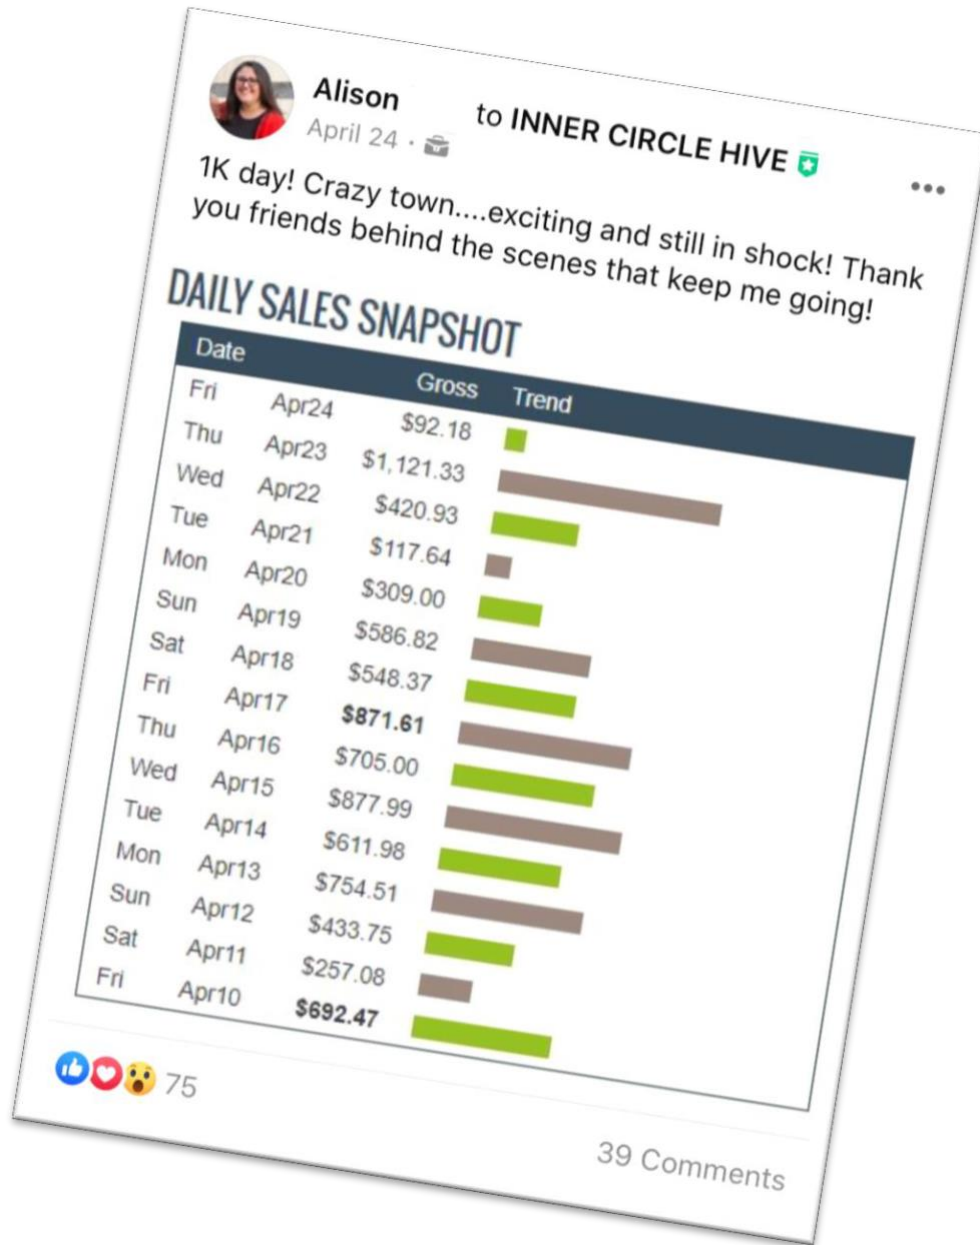 Alison to INNER CIRCLE HIVE
April 24 ·
1K day! Crazy town....exciting and still in shock! Thank
you friends behind the scenes that keep me going!
DAILY SALES SNAPSHOT
Date Gross Trend
Fri Apr24 $92.18
Thu Apr23 $1,121.33
Wed Apr22 $420.93
Tue Apr21 $117.64
Mon Apr20 $309.00
Sun Apr19 $586.82
Sat Apr18 $548.37
Fri Apr17 $871.61
Thu Apr16 $705.00
Wed Apr15 $877.99
Tue Apr14 $611.98
Mon Apr13 $754.51
Sun Apr12 $433.75
Sat Apr11 $257.08
Fri Apr10 $692.47
75
39 Comments